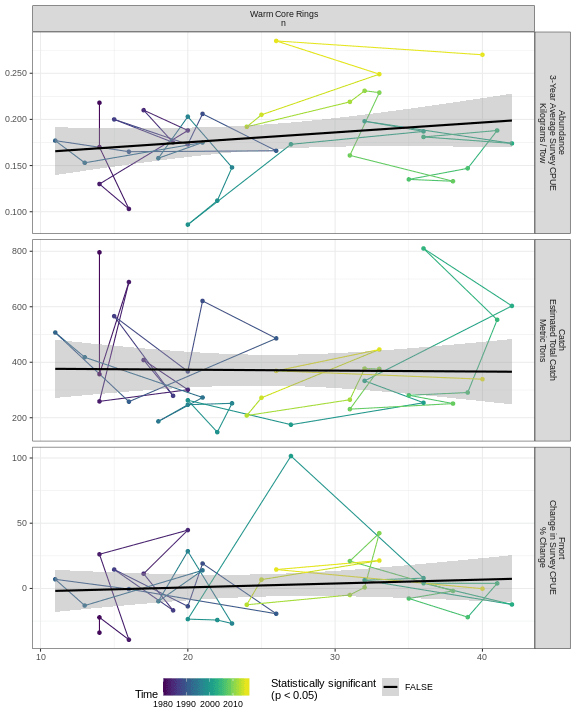 Warm Core Rings
n
0.250
0.200
0.150
0.100
Abundance
3-Year Average Survey CPUE
Kilograms / Tow
800
600
400
200
Catch
Estimated Total Catch
Metric Tons
100
50
0
Fmort
Change in Survey CPUE
% Change
10 20 30 40
Time
1980 1990 2000 2010
Statistically significant
(p < 0.05)
FALSE